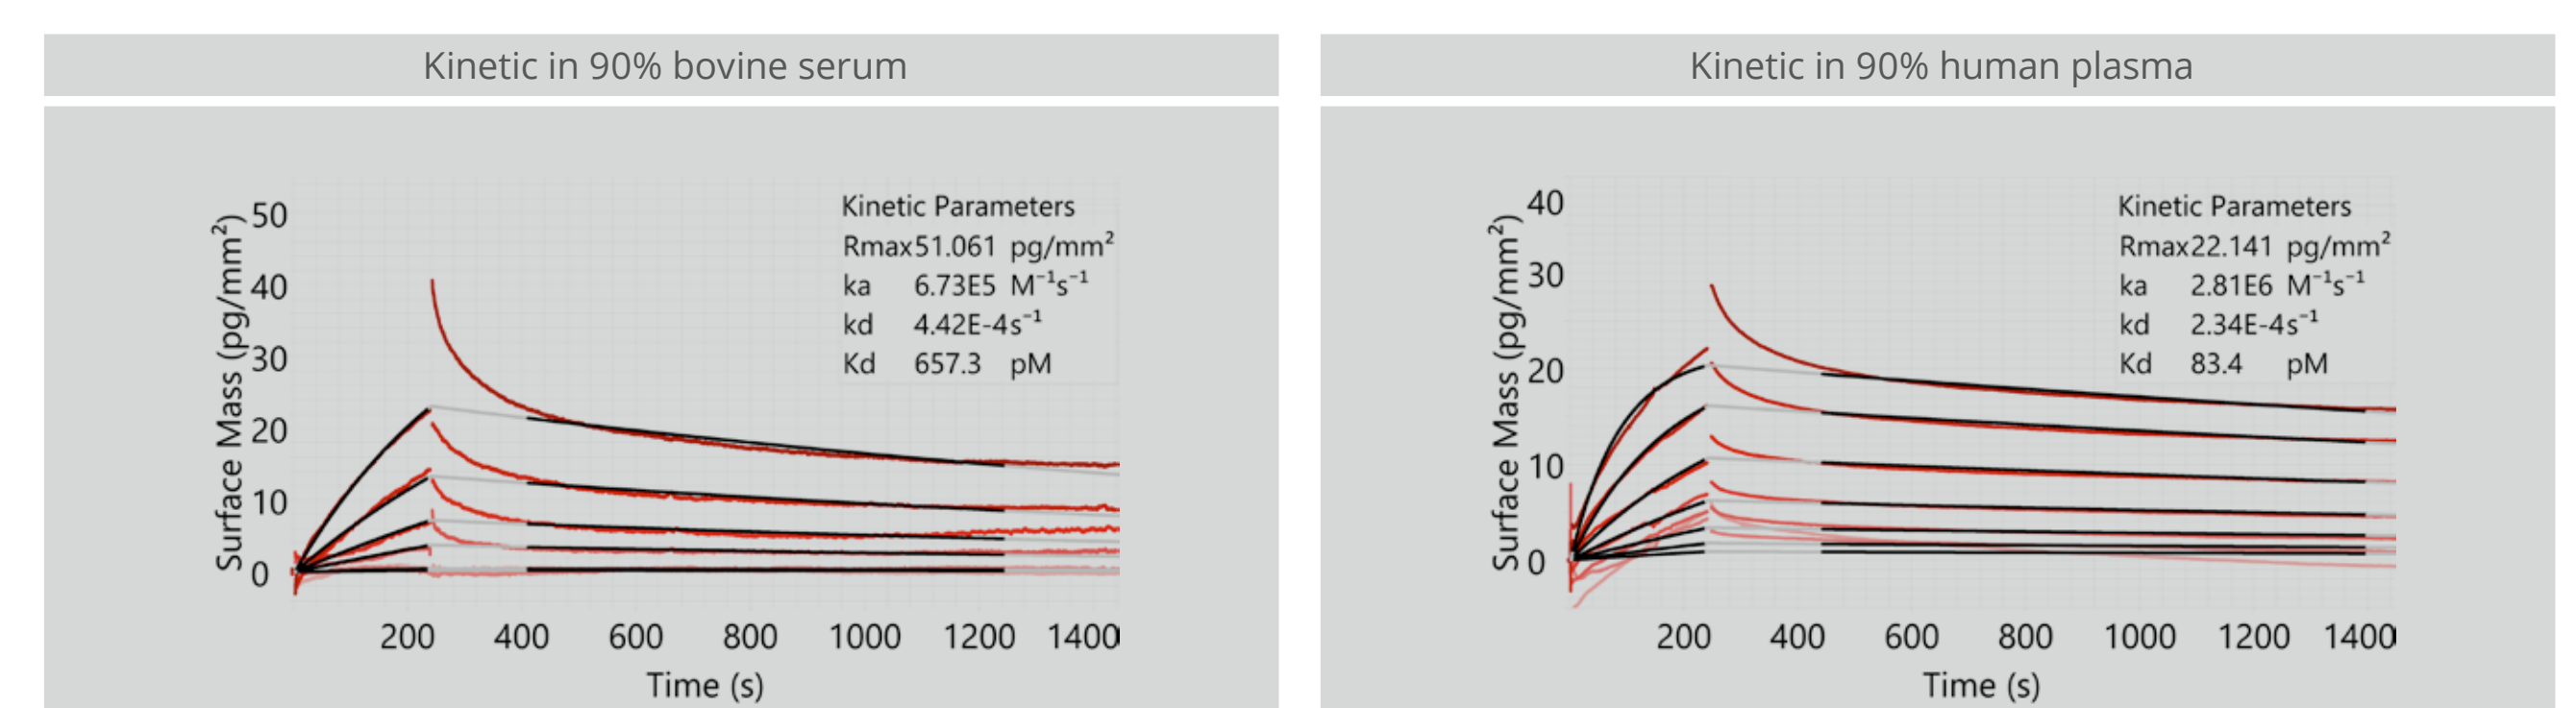 Kinetic in 90% bovine serum
Surface Mass (pg/mm²)
50
40
30
20
10
0
Kinetic Parameters
Rmax51.061 pg/mm²
ka 6.73E5 M⁻¹s⁻¹
kd 4.42E-4s⁻¹
Kd 657.3 pM
200 400 600 800 1000 1200 1400
Time (s)
Kinetic in 90% human plasma
Surface Mass (pg/mm²)
40
30
20
10
0
Kinetic Parameters
Rmax22.141 pg/mm²
ka 2.81E6 M⁻¹s⁻¹
kd 2.34E-4s⁻¹
Kd 83.4 pM
200 400 600 800 1000 1200 1400
Time (s)